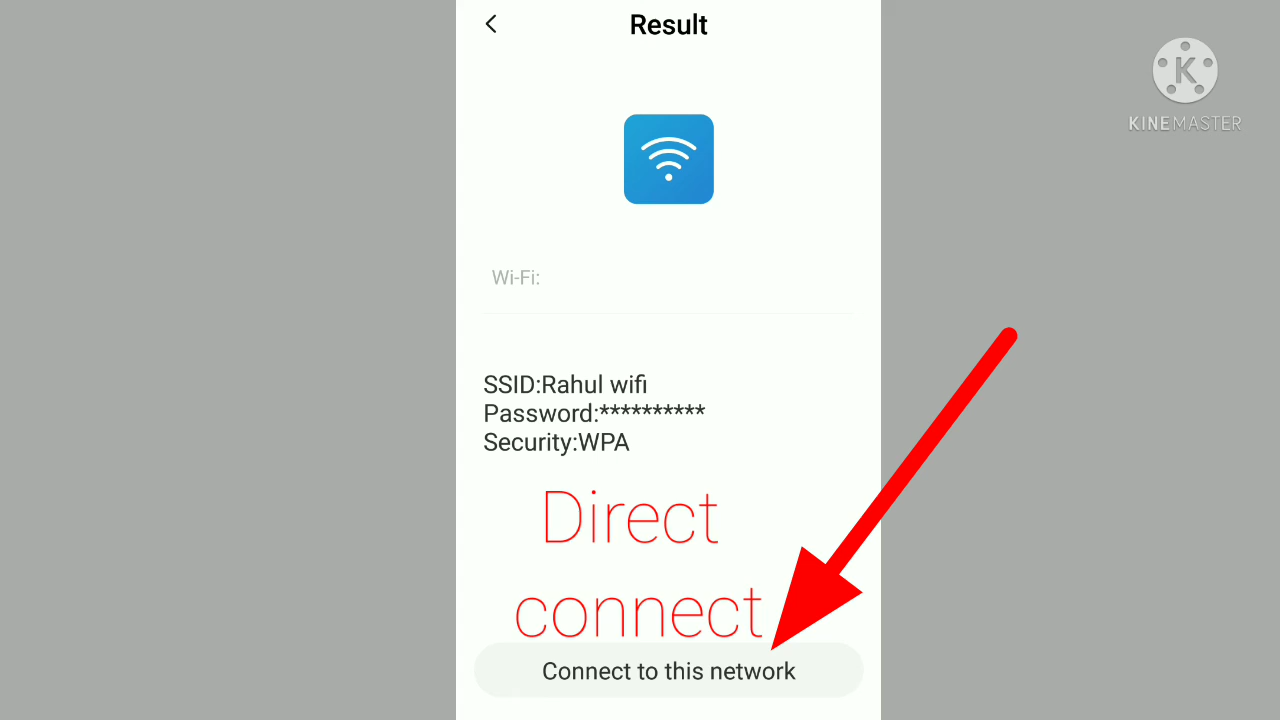 Result
K
KINEMASTER
Wi-Fi:
SSID:Rahul wifi
Password:**********
Security:WPA
Direct
connect
Connect to this network